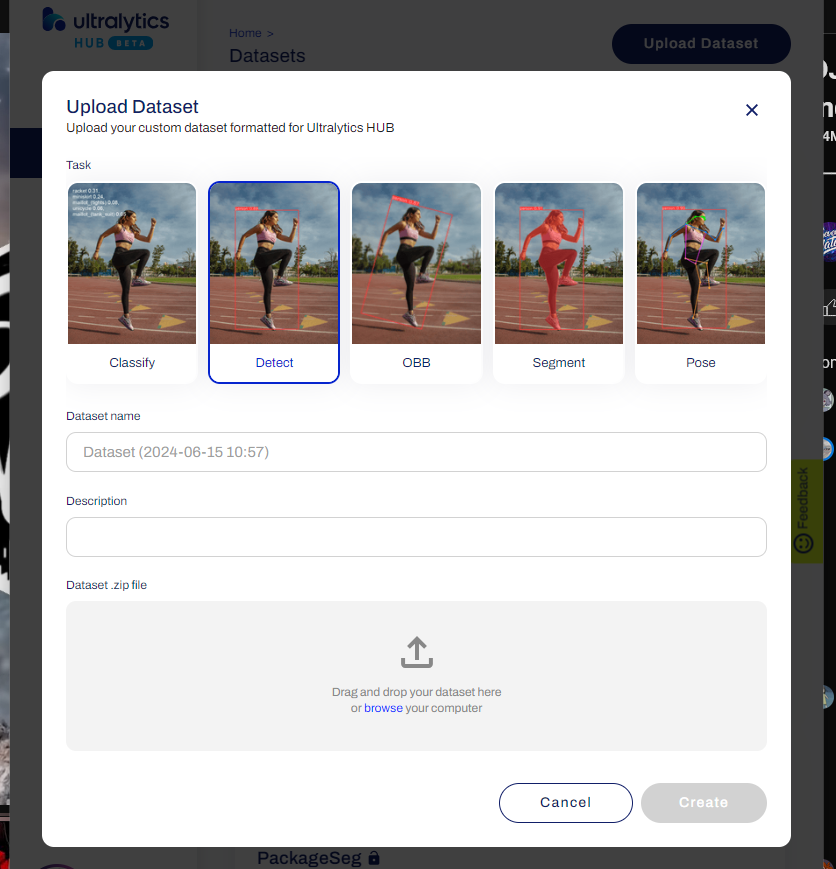 ultralytics
HUB BETA
Home >
Datasets
Upload Dataset
Upload Dataset
Upload your custom dataset formatted for Ultralytics HUB
Task
Classify
Detect
OBB
Segment
Pose
Dataset name
Dataset (2024-06-15 10:57)
Description
Dataset .zip file
Drag and drop your dataset here
or browse your computer
Cancel
Create
Feedback
PackageSeg